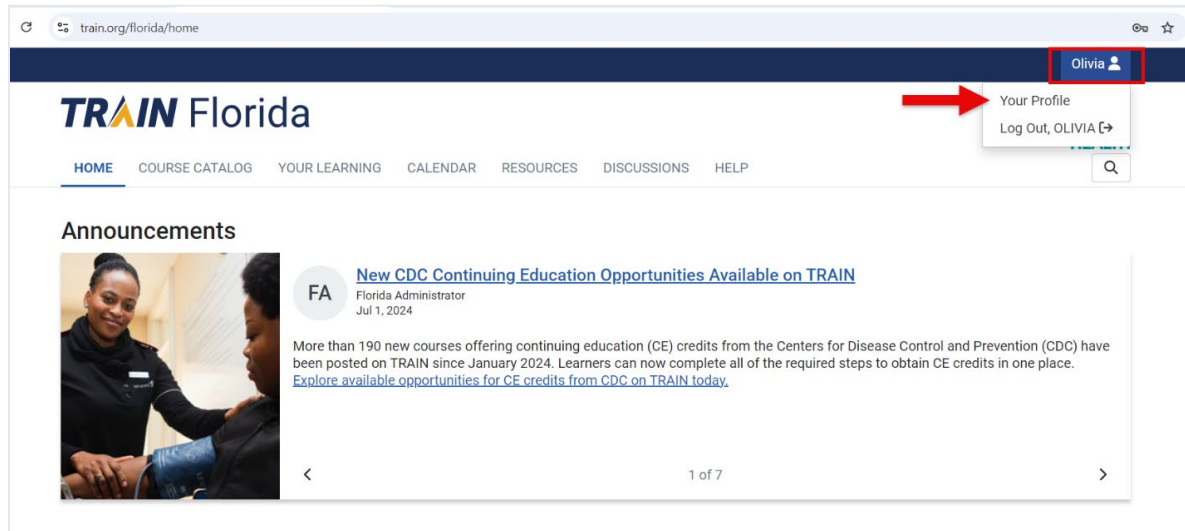 train.org/florida/home
Olivia
TRAIN Florida
Your Profile
Log Out, OLIVIA
HOME COURSE CATALOG YOUR LEARNING CALENDAR RESOURCES DISCUSSIONS HELP
Announcements
FA
New CDC Continuing Education Opportunities Available on TRAIN
Florida Administrator
Jul 1, 2024
More than 190 new courses offering continuing education (CE) credits from the Centers for Disease Control and Prevention (CDC) have
been posted on TRAIN since January 2024. Learners can now complete all of the required steps to obtain CE credits in one place.
Explore available opportunities for CE credits from CDC on TRAIN today.
1 of 7